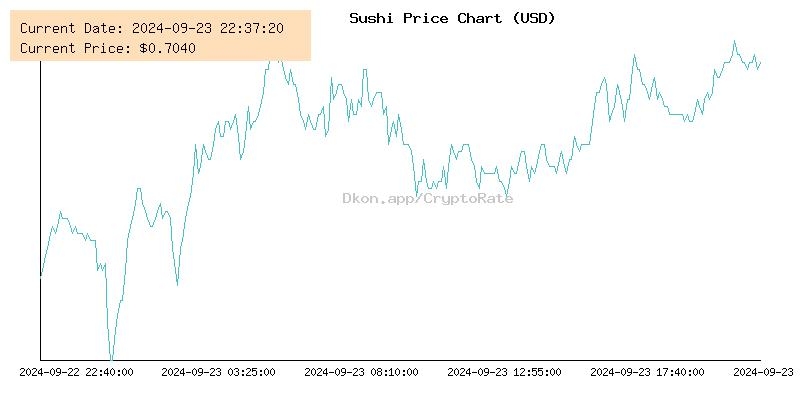 Sushi Price Chart (USD)
Current Date: 2024-09-23 22:37:20
Current Price: $0.7040
Dkon.app/CryptoRate
2024-09-22 22:40:00 2024-09-23 03:25:00 2024-09-23 08:10:00 2024-09-23 12:55:00 2024-09-23 17:40:00 2024-09-23